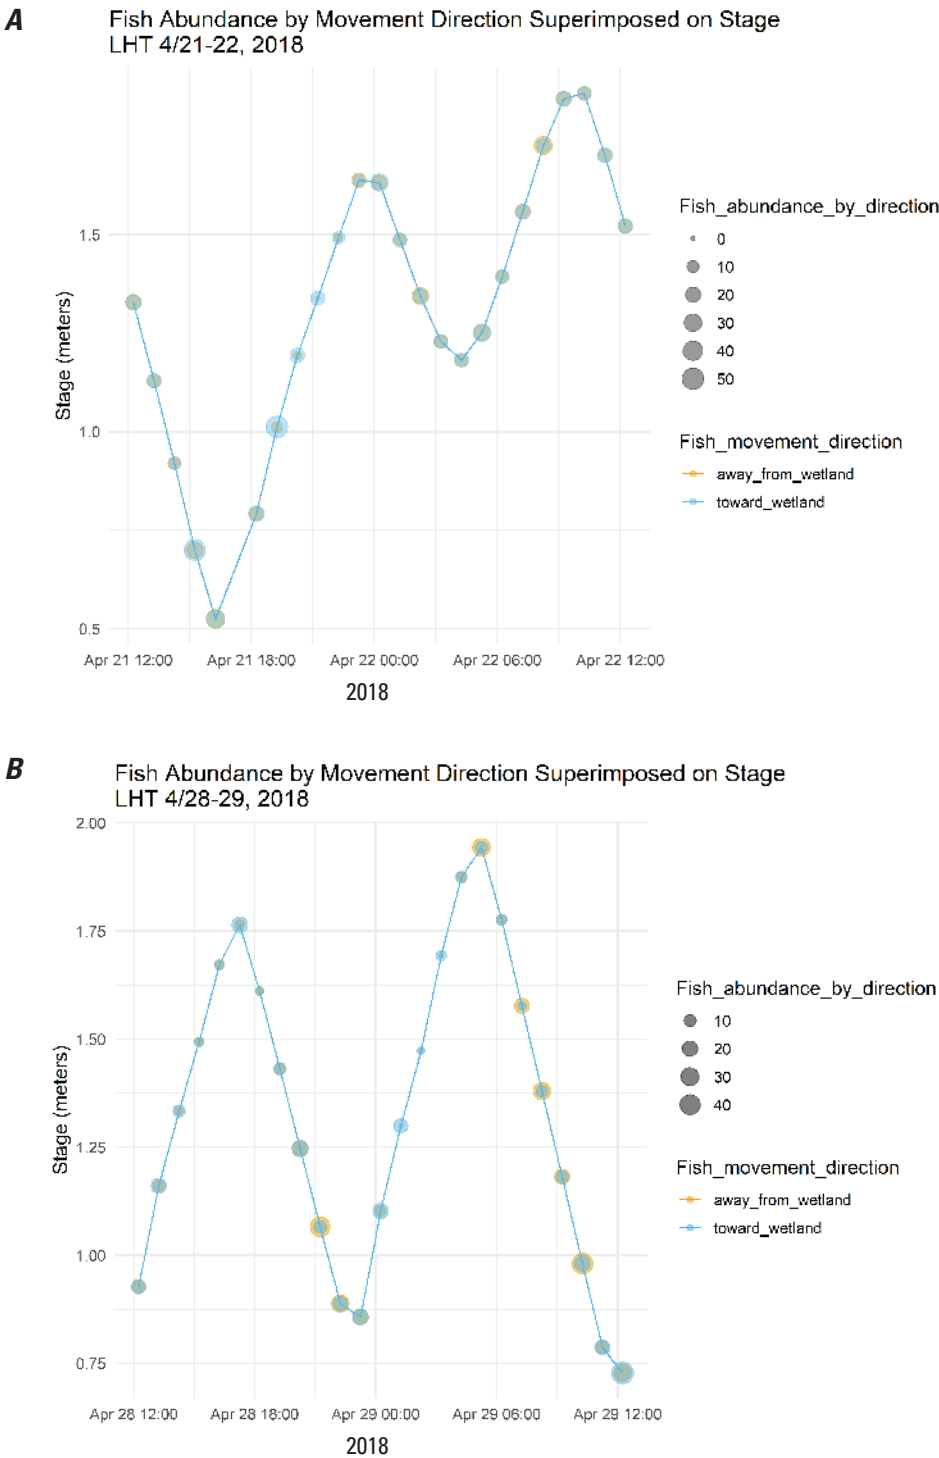 A
Fish Abundance by Movement Direction Superimposed on Stage
LHT 4/21-22, 2018
Stage (meters)
1.5
1.0
0.5
Apr 21 12:00 Apr 21 18:00 Apr 22 00:00 Apr 22 06:00 Apr 22 12:00
2018
Fish_abundance_by_direction
0
10
20
30
40
50
Fish_movement_direction
away_from_wetland
toward_wetland
B
Fish Abundance by Movement Direction Superimposed on Stage
LHT 4/28-29, 2018
Stage (meters)
2.00
1.75
1.50
1.25
1.00
0.75
Apr 28 12:00 Apr 28 18:00 Apr 29 00:00 Apr 29 06:00 Apr 29 12:00
2018
Fish_abundance_by_direction
10
20
30
40
Fish_movement_direction
away_from_wetland
toward_wetland